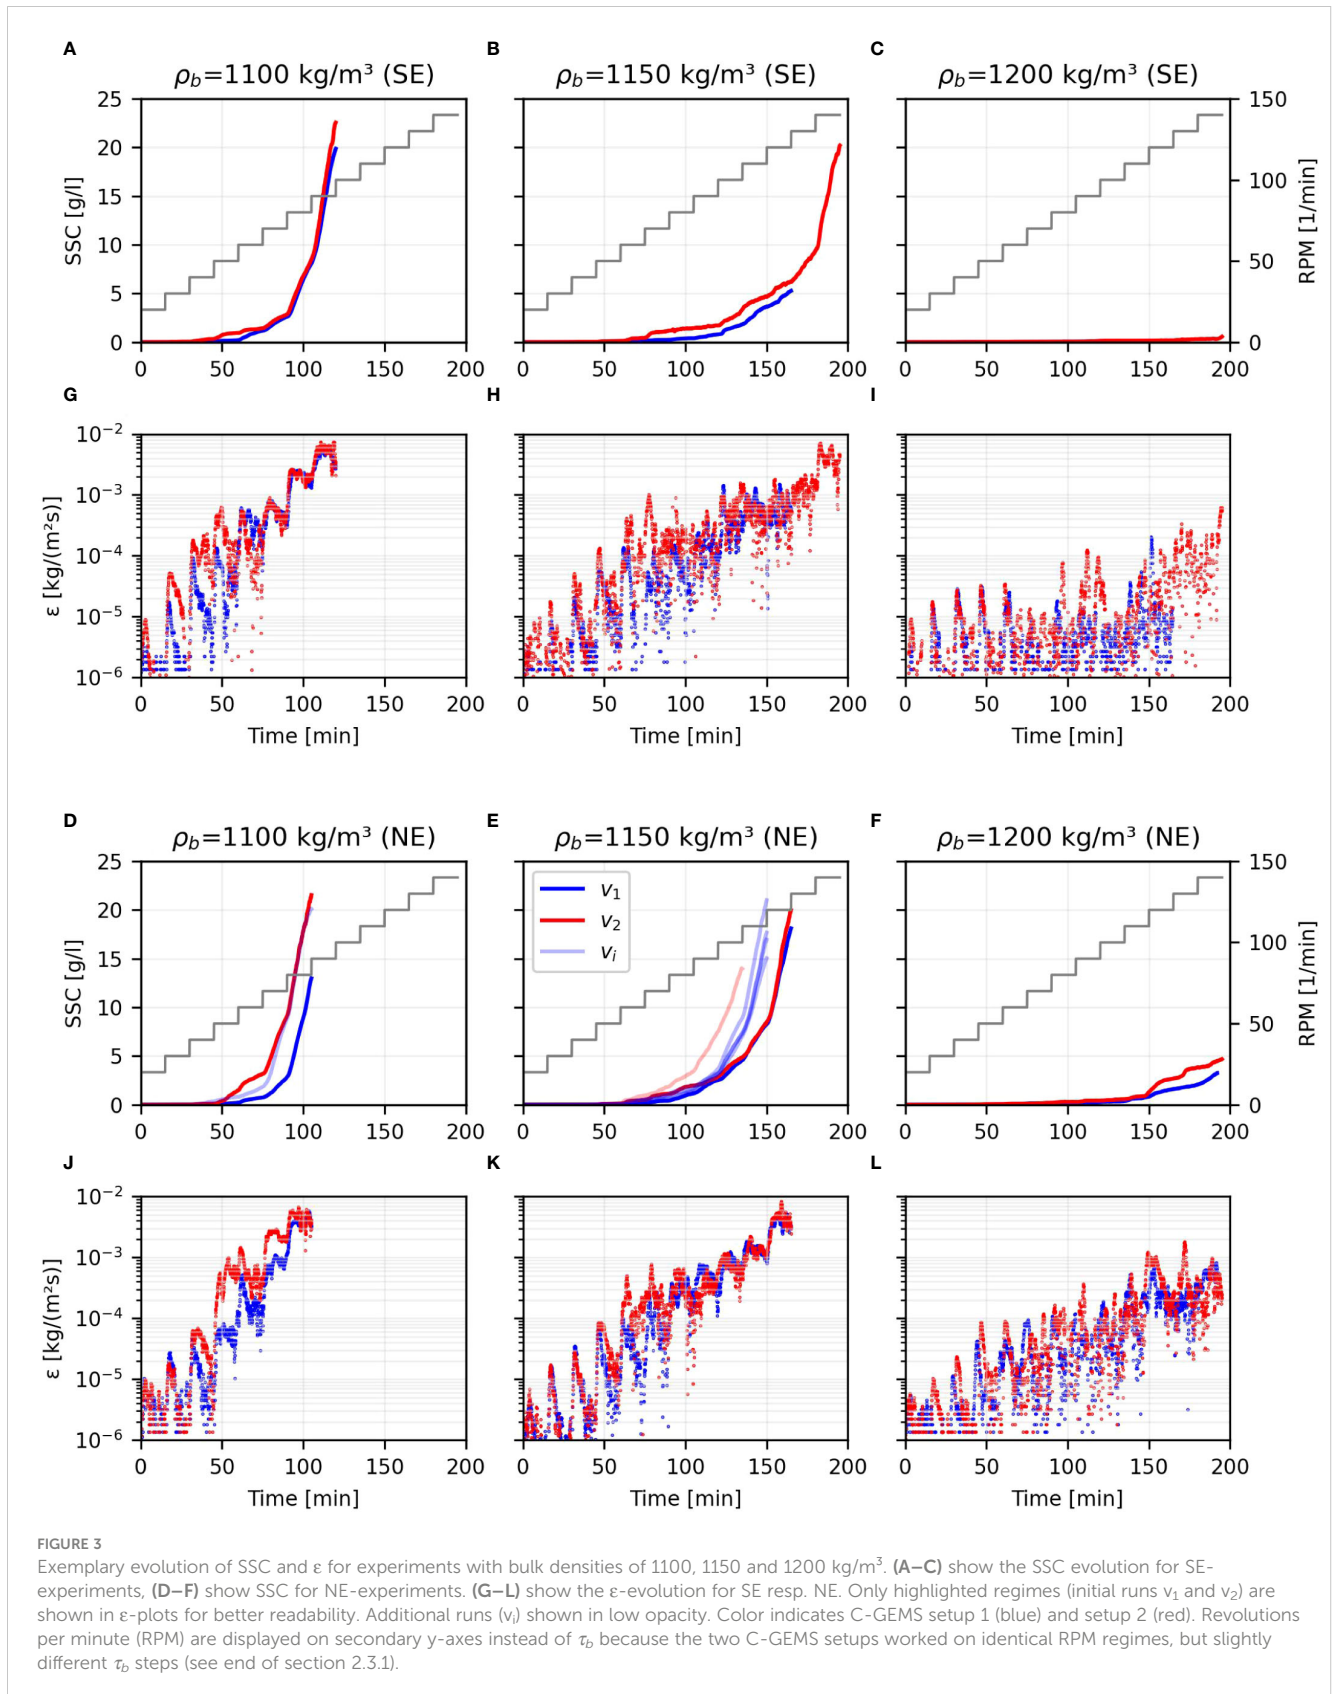 A
B
C
ρb=1100 kg/m³ (SE)
ρb=1150 kg/m³ (SE)
ρb=1200 kg/m³ (SE)
25
20
15
10
5
0
SSC [g/l]
150
100
50
0
RPM [1/min]
0 50 100 150 200
0 50 100 150 200
0 50 100 150 200
G
H
I
10⁻²
10⁻³
10⁻⁴
10⁻⁵
10⁻⁶
ε [kg/(m²s)]
0 50 100 150 200
0 50 100 150 200
0 50 100 150 200
Time [min]
Time [min]
Time [min]
D
E
F
ρb=1100 kg/m³ (NE)
ρb=1150 kg/m³ (NE)
ρb=1200 kg/m³ (NE)
25
20
15
10
5
0
SSC [g/l]
v1
v2
vi
150
100
50
0
RPM [1/min]
0 50 100 150 200
0 50 100 150 200
0 50 100 150 200
J
K
L
10⁻²
10⁻³
10⁻⁴
10⁻⁵
10⁻⁶
ε [kg/(m²s)]
0 50 100 150 200
0 50 100 150 200
0 50 100 150 200
Time [min]
Time [min]
Time [min]
FIGURE 3
Exemplary evolution of SSC and ε for experiments with bulk densities of 1100, 1150 and 1200 kg/m³. (A–C) show the SSC evolution for SE-
experiments, (D–F) show SSC for NE-experiments. (G–L) show the ε-evolution for SE resp. NE. Only highlighted regimes (initial runs v1 and v2) are
shown in ε-plots for better readability. Additional runs (vi) shown in low opacity. Color indicates C-GEMS setup 1 (blue) and setup 2 (red). Revolutions
per minute (RPM) are displayed on secondary y-axes instead of τb because the two C-GEMS setups worked on identical RPM regimes, but slightly
different τb steps (see end of section 2.3.1).